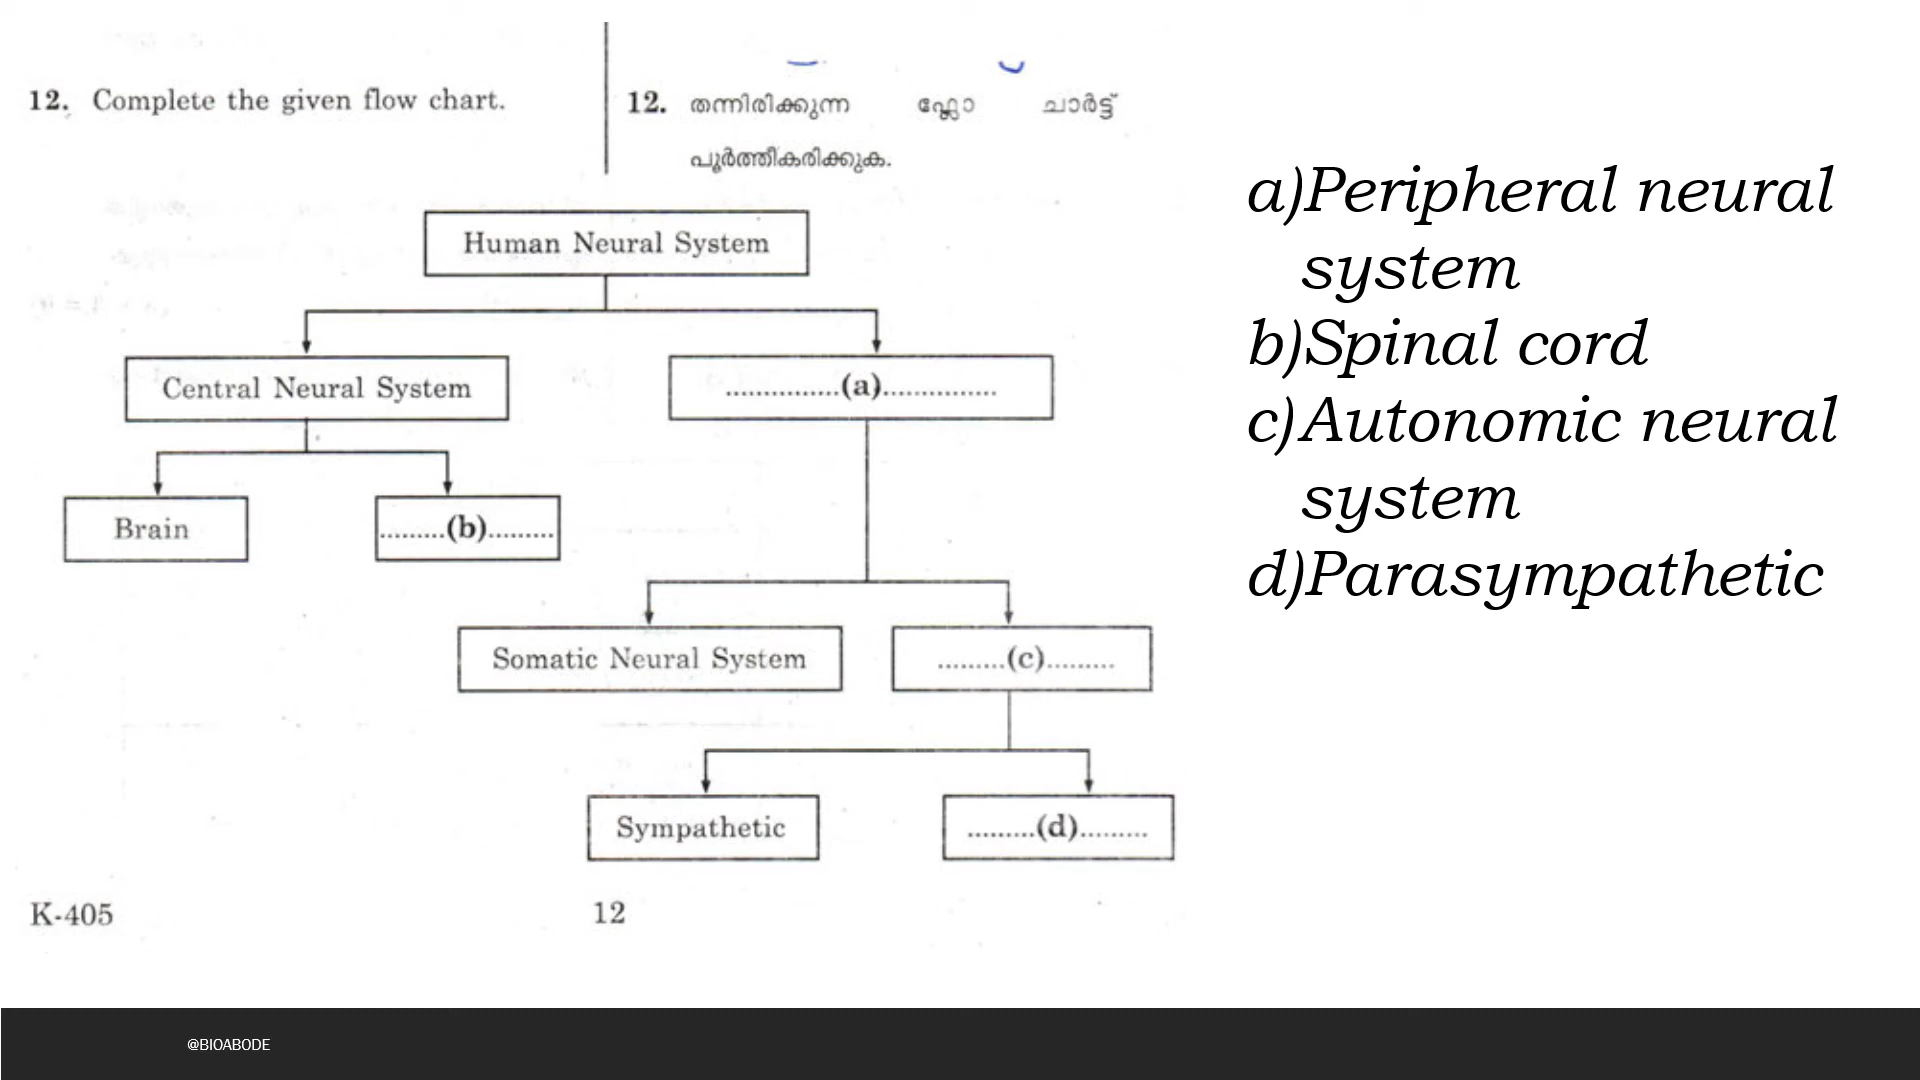 12. Complete the given flow chart.
12. തന്നിരിക്കുന്ന ഫ്ലോ ചാർട്ട്
പൂർത്തീകരിക്കുക.
Human Neural System
Central Neural System
...............(a)...............
Brain
.........(b).........
Somatic Neural System
.........(c).........
Sympathetic
.........(d).........
K-405
12
a)Peripheral neural
system
b)Spinal cord
c)Autonomic neural
system
d)Parasympathetic
@BIOABODE